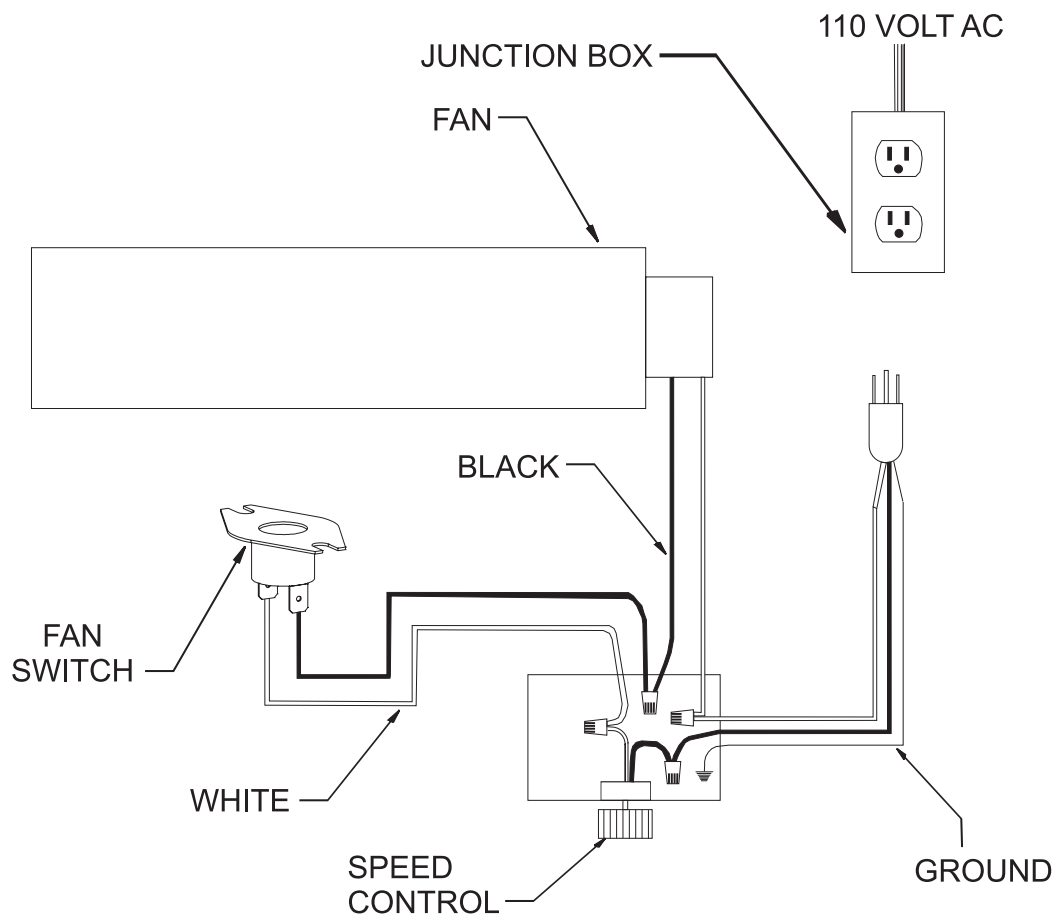 110 VOLT AC
JUNCTION BOX
FAN
BLACK
FAN
SWITCH
WHITE
SPEED
CONTROL
GROUND